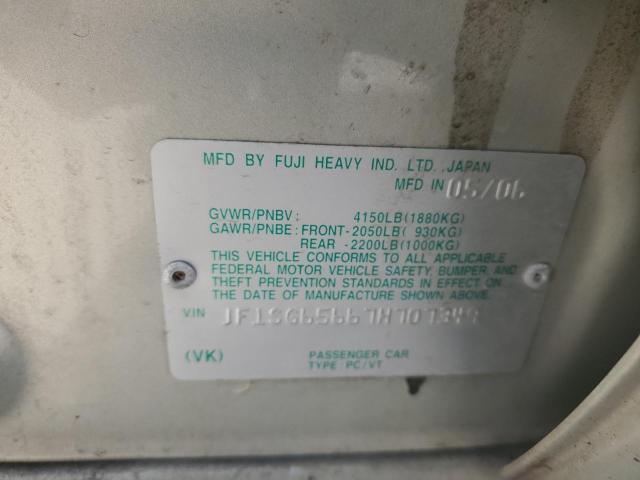 MFD BY FUJI HEAVY IND. LTD., JAPAN
MFD IN 05/06
GVWR/PNBV: 4150LB(1880KG)
GAWR/PNBE: FRONT-2050LB( 930KG)
REAR -2200LB(1000KG)
THIS VEHICLE CONFORMS TO ALL APPLICABLE
FEDERAL MOTOR VEHICLE SAFETY, BUMPER, AND
THEFT PREVENTION STANDARDS IN EFFECT ON
THE DATE OF MANUFACTURE SHOWN ABOVE
VIN
(VK) PASSENGER CAR
TYPE: PC/VT